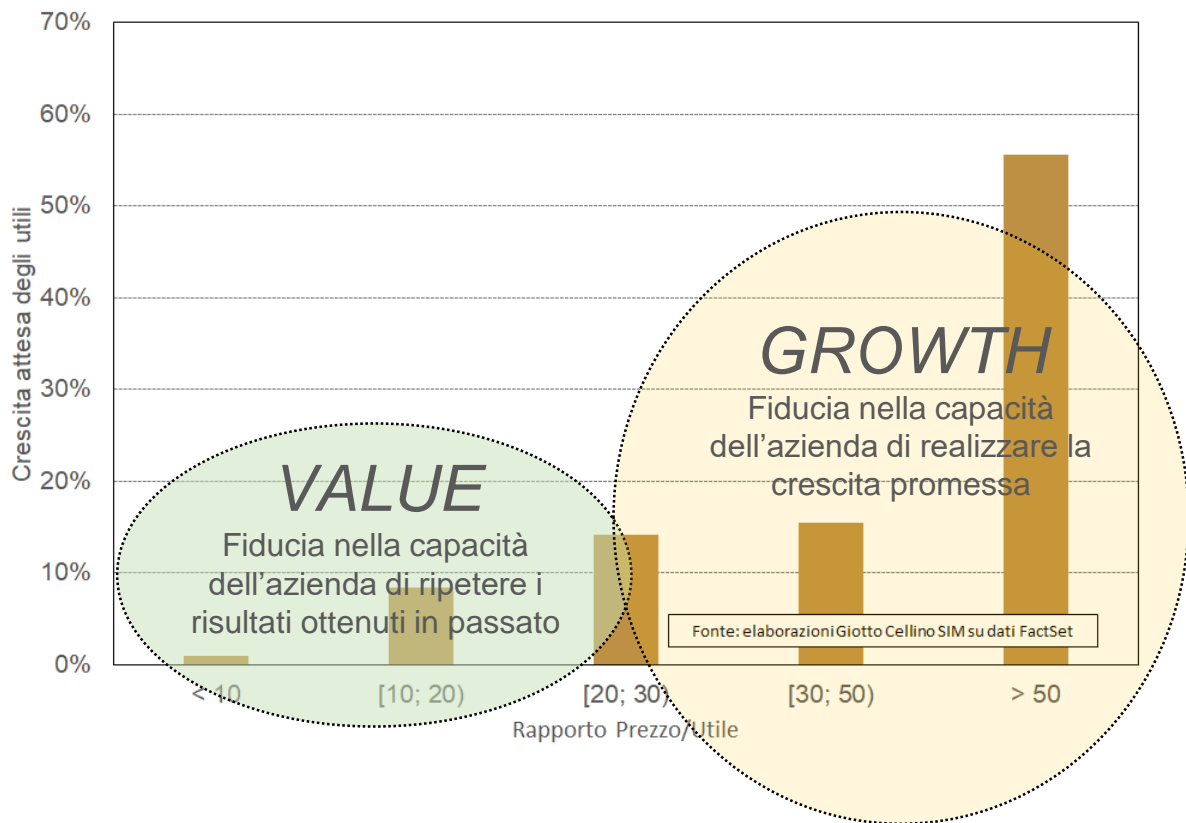 70%
60%
50%
40%
30%
20%
10%
0%
Crescita attesa degli utili
GROWTH
Fiducia nella capacità
dell’azienda di realizzare la
crescita promessa
VALUE
Fiducia nella capacità
dell’azienda di ripetere i
risultati ottenuti in passato
Fonte: elaborazioni Giotto Cellino SIM su dati FactSet
< 10 [10; 20) [20; 30) [30; 50) > 50
Rapporto Prezzo/Utile